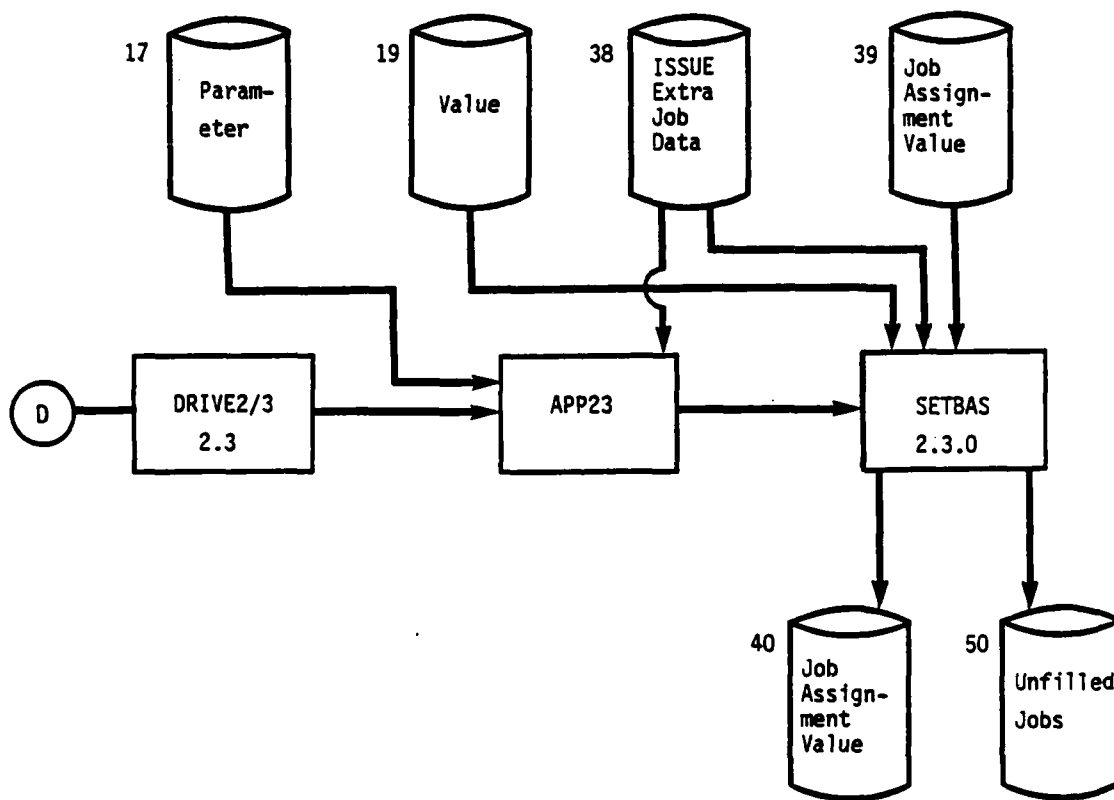 17
Param-
eter
19
Value
38
ISSUE
Extra
Job
Data
39
Job
Assign-
ment
Value
D
DRIVE2/3
2.3
APP23
SETBAS
2.3.0
40
Job
Assign-
ment
Value
50
Unfilled
Jobs